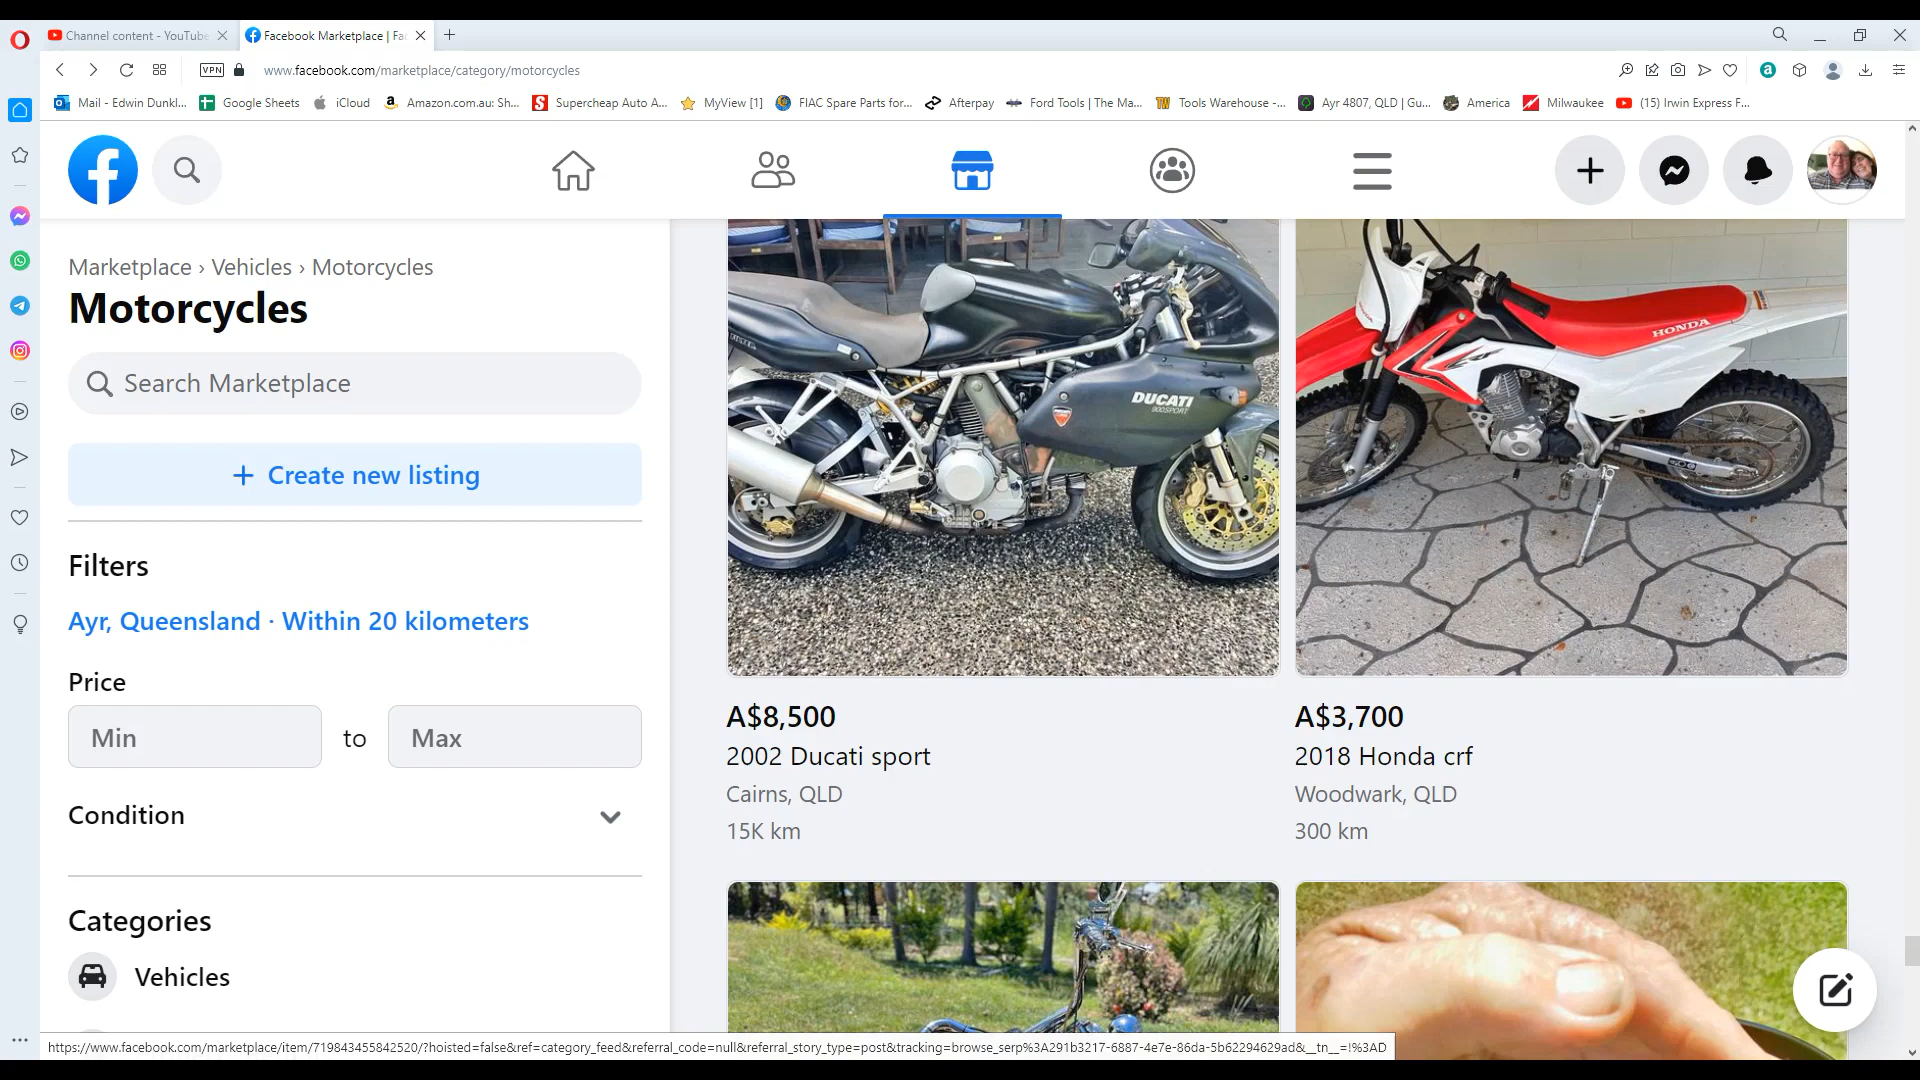 Channel content - YouTube
Facebook Marketplace | Fa
VPN
www.facebook.com/marketplace/category/motorcycles
Mail - Edwin Dunkl...
Google Sheets
iCloud
Amazon.com.au: Sh...
Supercheap Auto A...
MyView [1]
FIAC Spare Parts for...
Afterpay
Ford Tools | The Ma...
TW
Tools Warehouse -...
Ayr 4807, QLD | Gu...
America
Milwaukee
(15) Irwin Express F...
Marketplace › Vehicles › Motorcycles
Motorcycles
Search Marketplace
+ Create new listing
Filters
Ayr, Queensland · Within 20 kilometers
Price
Min to Max
Condition
Categories
Vehicles
DUCATI
900SPORT
A$8,500
2002 Ducati sport
Cairns, QLD
15K km
HONDA
A$3,700
2018 Honda crf
Woodwark, QLD
300 km
https://www.facebook.com/marketplace/item/719843455842520/?hoisted=false&ref=category_feed&referral_code=null&referral_story_type=post&tracking=browse_serp%3A291b3217-6887-4e7e-86da-5b62294629ad&__tn__=!%3AD